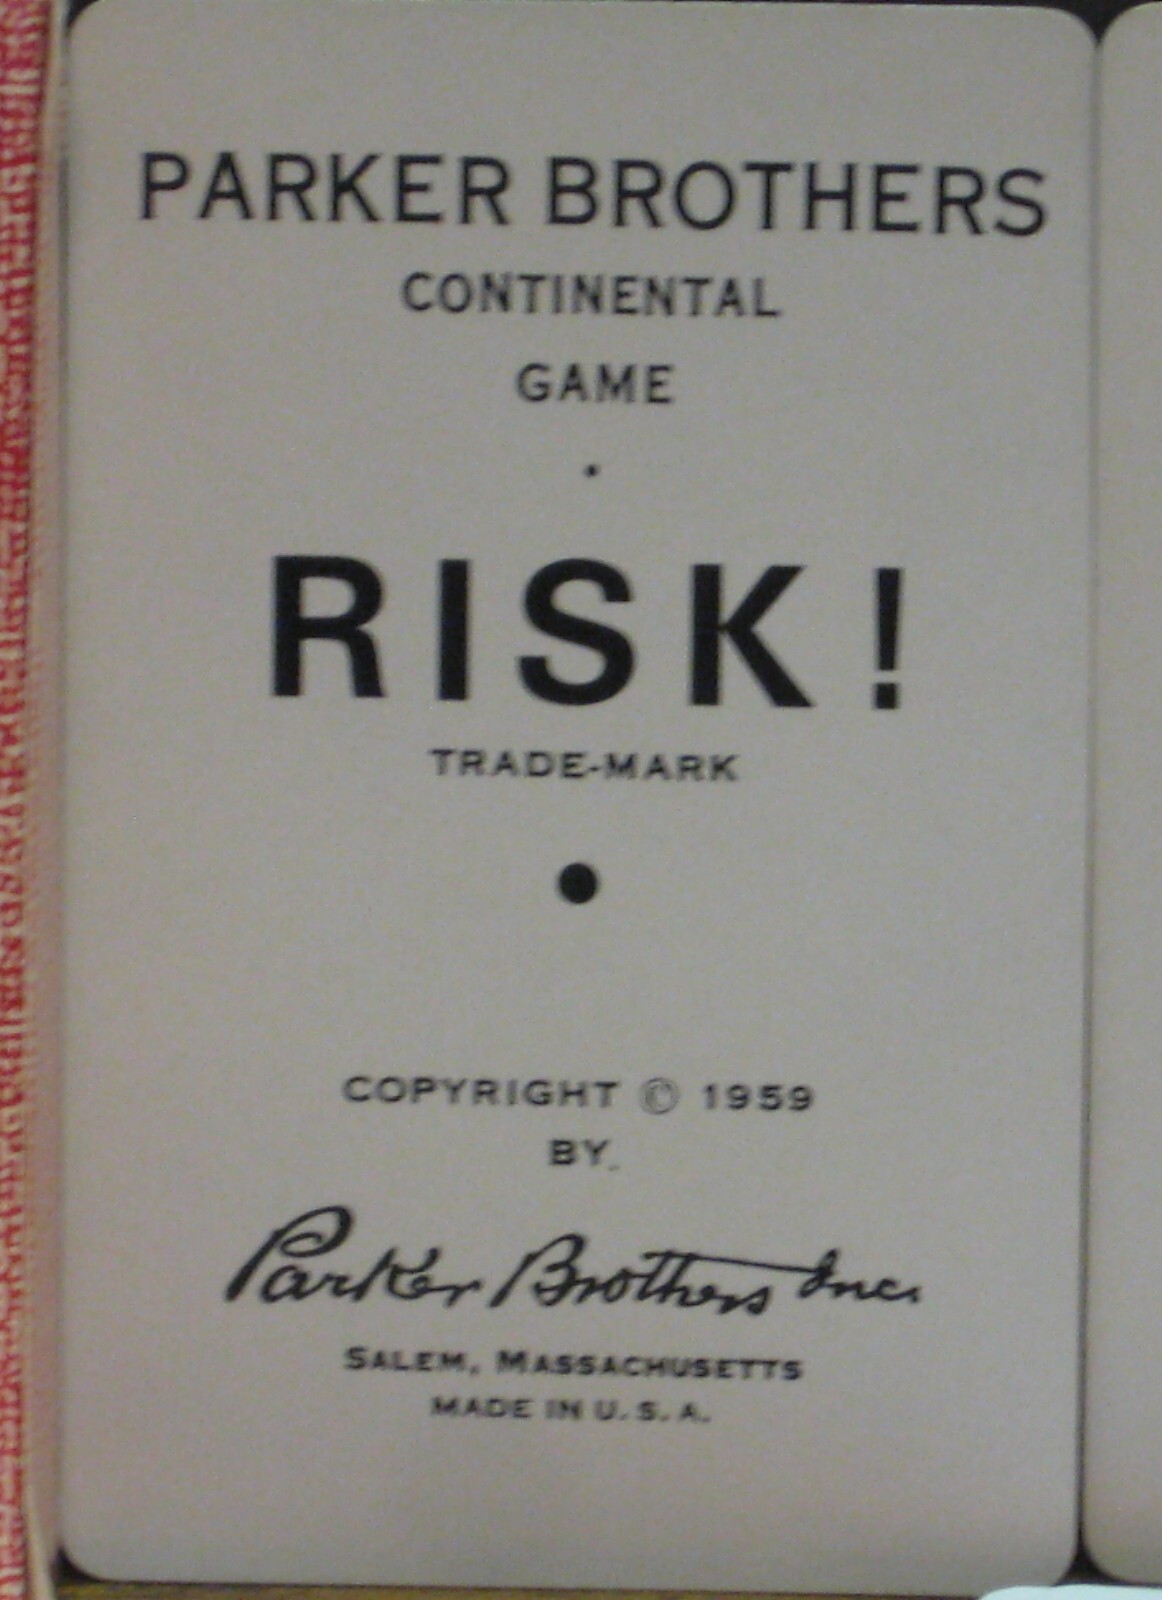 PARKER BROTHERS
CONTINENTAL
GAME
•
RISK!
TRADE-MARK
•
COPYRIGHT © 1959
BY
Parker Brothers Inc.
SALEM, MASSACHUSETTS
MADE IN U.S.A.